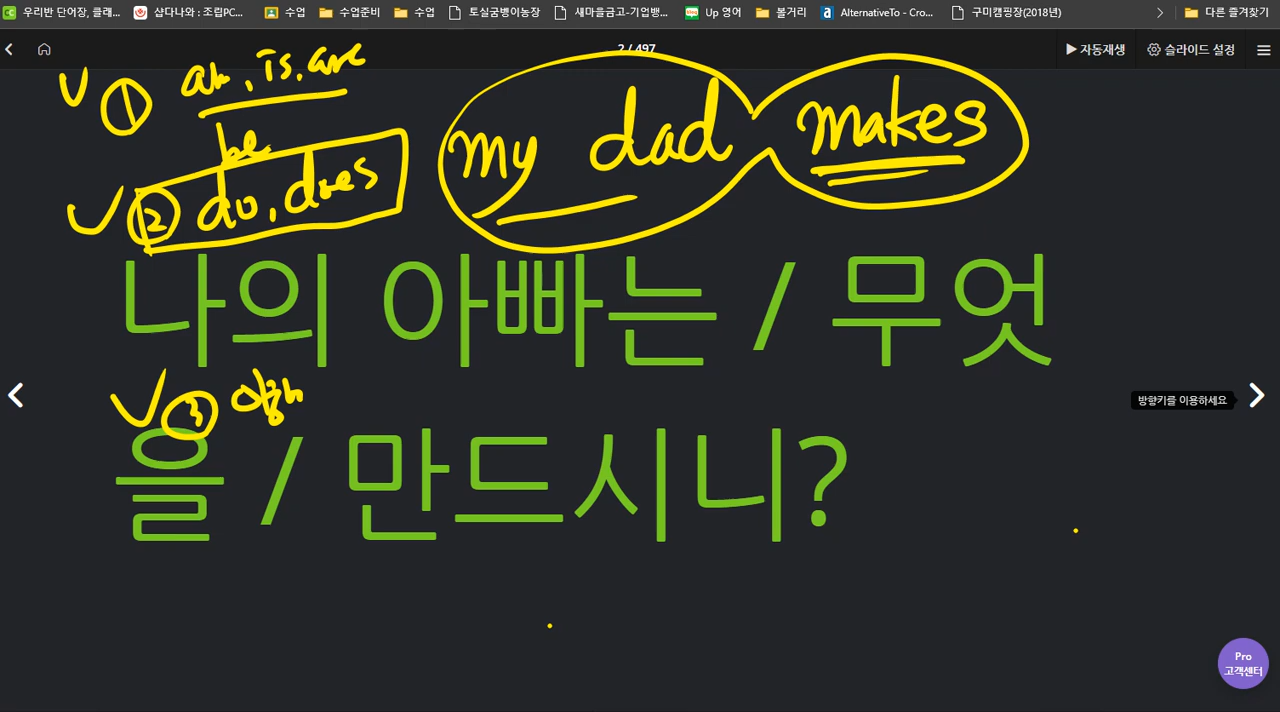 우리반 단어장, 클래... 샵다나와 : 조립PC... 수업 수업준비 수업 토실굼벵이농장 새마을금고-기업뱅... Up 영어 볼거리 AlternativeTo - Cro... 구미캠핑장(2018년) 다른 즐겨찾기
2 / 497 자동재생 슬라이드 설정
① am, is, are
be
my dad makes
② do, does
나의 아빠는 / 무엇
방향키를 이용하세요
③
을 / 만드시니?
Pro
고객센터